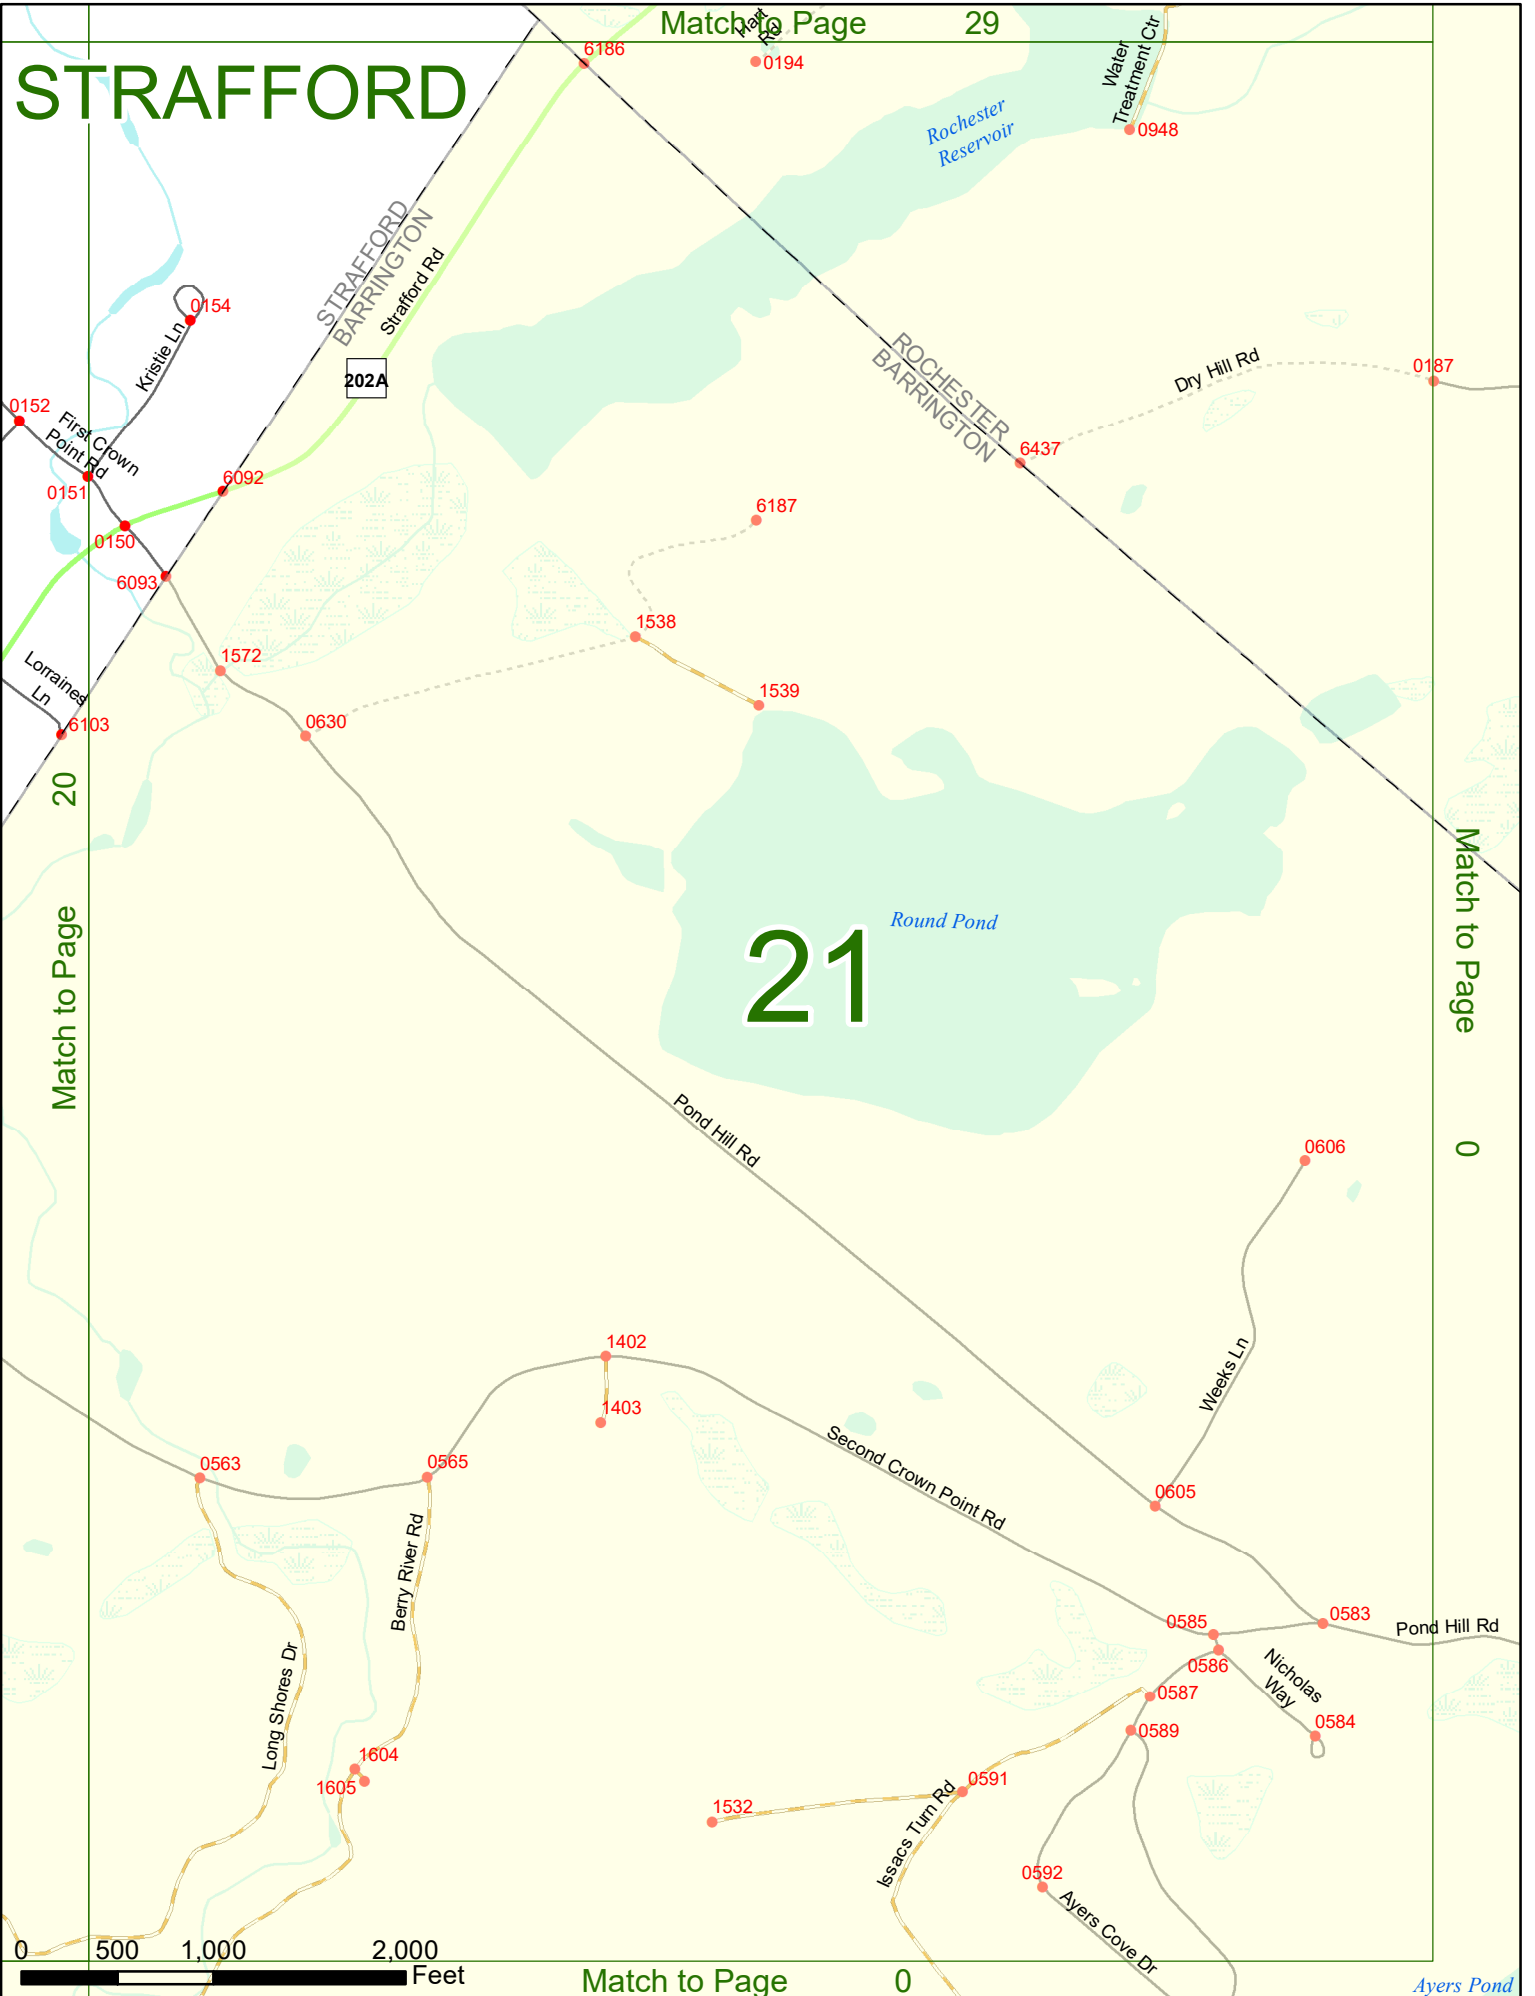 Match to Page 29
STRAFFORD
Hart
Rd
6186
0194
Water
Treatment Ctr
0948
Rochester
Reservoir
STRAFFORD
BARRINGTON
Strafford Rd
202A
0154
Kristie Ln
0152
First Crown
Point Rd
0151
6092
0150
6093
ROCHESTER
BARRINGTON
Dry Hill Rd
0187
6437
6187
1538
1572
1539
Lorraines
Ln
6103
0630
20
Match to Page
Match to Page
0
Round Pond
21
Pond Hill Rd
0606
Weeks Ln
1402
1403
Second Crown Point Rd
0563
0565
0605
Berry River Rd
Long Shores Dr
0585
0583
Pond Hill Rd
0586
Nicholas
Way
0587
0584
0589
1604
1605
0591
1532
Issacs Turn Rd
0592
Ayers Cove Dr
0 500 1,000 2,000
Feet
Match to Page 0
Ayers Pond